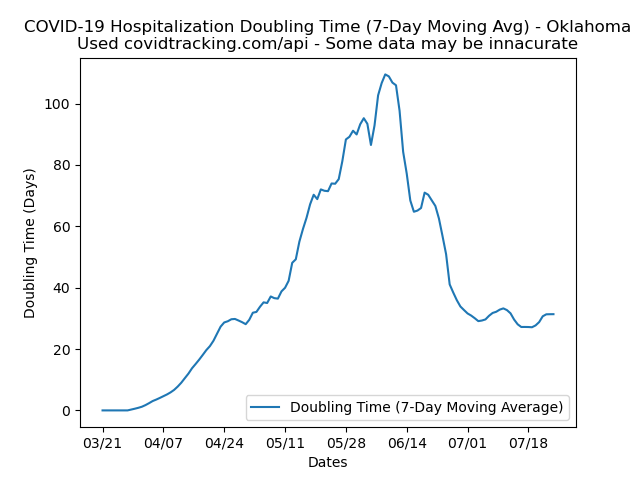 COVID-19 Hospitalization Doubling Time (7-Day Moving Avg) - Oklahoma
Used covidtracking.com/api - Some data may be innacurate
Doubling Time (Days)
100
80
60
40
20
0
Doubling Time (7-Day Moving Average)
03/21 04/07 04/24 05/11 05/28 06/14 07/01 07/18
Dates